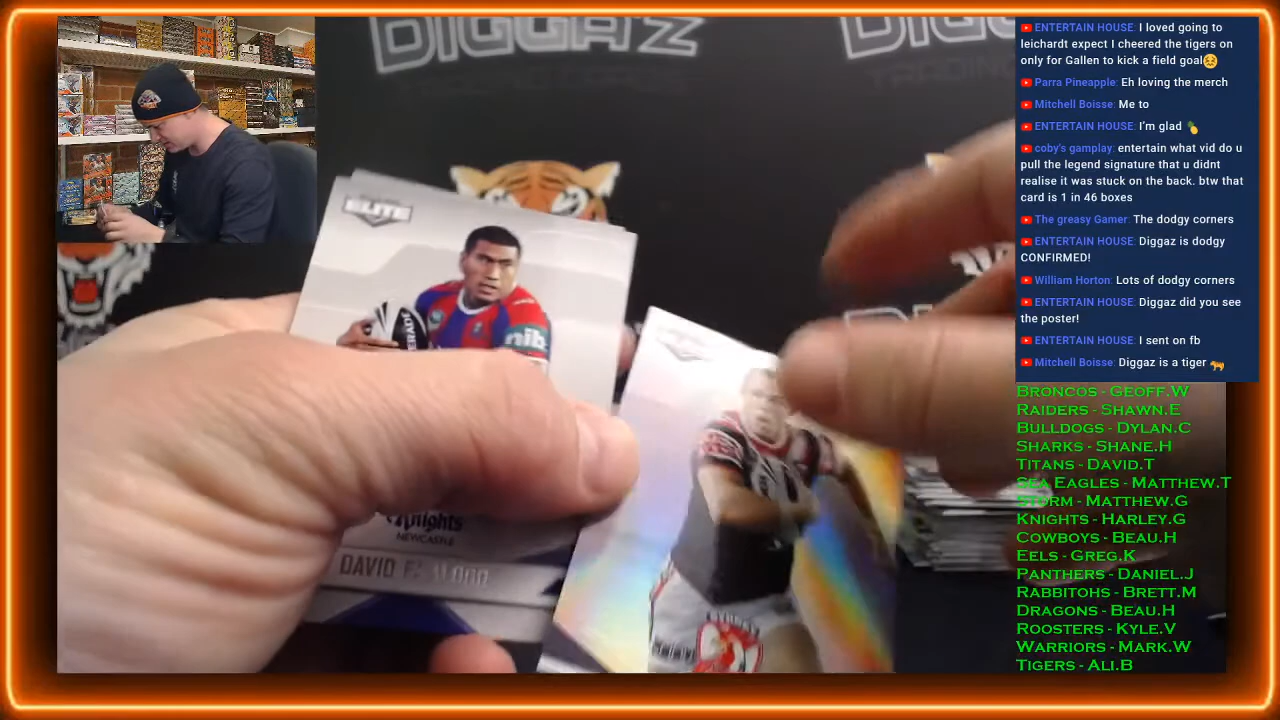 DIGGA'Z
ENTERTAIN HOUSE: I loved going to
leichardt expect I cheered the tigers on
only for Gallen to kick a field goal😣
Parra Pineapple: Eh loving the merch
Mitchell Boisse: Me to
ENTERTAIN HOUSE: I'm glad 🍍
coby's gamplay: entertain what vid do u
pull the legend signature that u didnt
realise it was stuck on the back. btw that
card is 1 in 46 boxes
The greasy Gamer: The dodgy corners
ENTERTAIN HOUSE: Diggaz is dodgy
CONFIRMED!
William Horton: Lots of dodgy corners
ENTERTAIN HOUSE: Diggaz did you see
the poster!
ENTERTAIN HOUSE: I sent on fb
Mitchell Boisse: Diggaz is a tiger 🐅
BRONCOS - GEOFF.W
RAIDERS - SHAWN.E
BULLDOGS - DYLAN.C
SHARKS - SHANE.H
TITANS - DAVID.T
SEA EAGLES - MATTHEW.T
STORM - MATTHEW.G
KNIGHTS - HARLEY.G
COWBOYS - BEAU.H
EELS - GREG.K
PANTHERS - DANIEL.J
RABBITOHS - BRETT.M
DRAGONS - BEAU.H
ROOSTERS - KYLE.V
WARRIORS - MARK.W
TIGERS - ALI.B
ELITE
nib
Knights
NEWCASTLE
DAVID